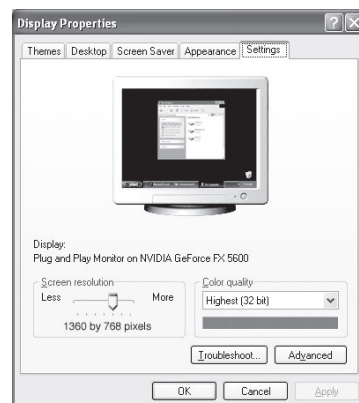 Display Properties
Themes Desktop Screen Saver Appearance Settings
Display:
Plug and Play Monitor on NVIDIA GeForce FX 5600
Screen resolution
Less More
1360 by 768 pixels
Color quality
Highest (32 bit)
Troubleshoot... Advanced
OK Cancel Apply